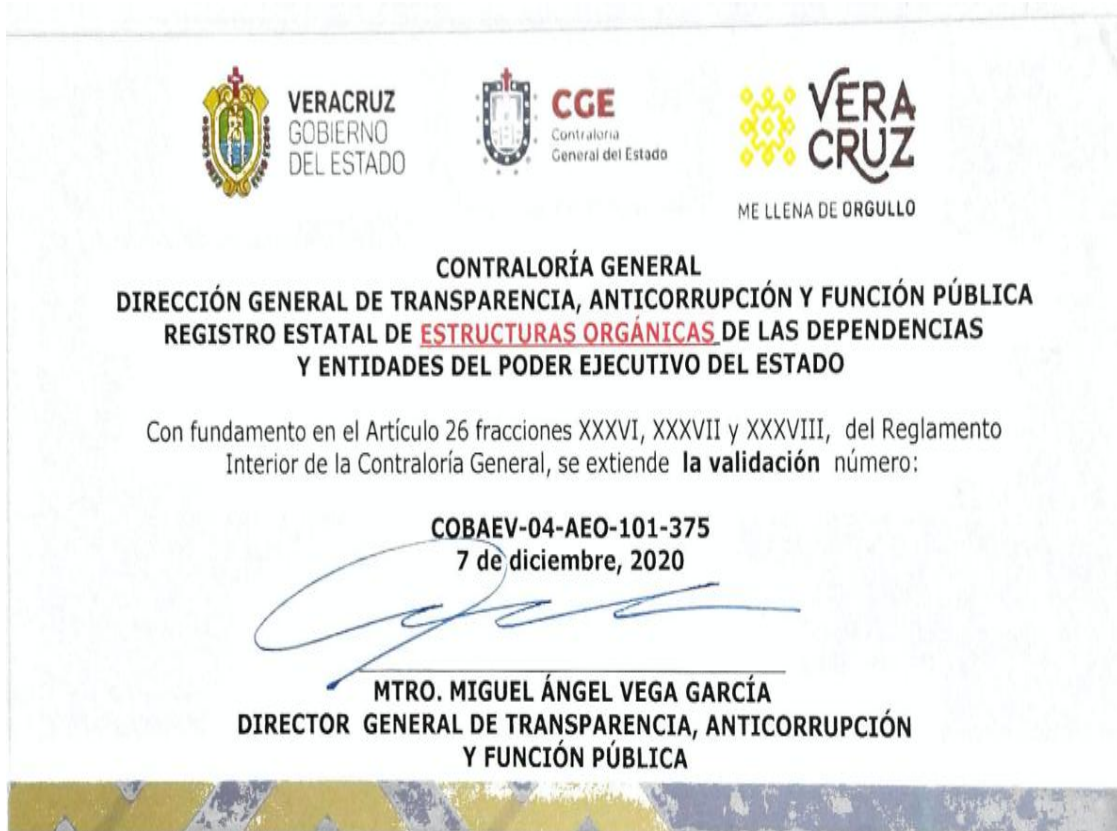 VERACRUZ
GOBIERNO
DEL ESTADO
CGE
Contraloría
General del Estado
VERA
CRUZ
ME LLENA DE ORGULLO
CONTRALORÍA GENERAL
DIRECCIÓN GENERAL DE TRANSPARENCIA, ANTICORRUPCIÓN Y FUNCIÓN PÚBLICA
REGISTRO ESTATAL DE ESTRUCTURAS ORGÁNICAS DE LAS DEPENDENCIAS
Y ENTIDADES DEL PODER EJECUTIVO DEL ESTADO
Con fundamento en el Artículo 26 fracciones XXXVI, XXXVII y XXXVIII, del Reglamento
Interior de la Contraloría General, se extiende la validación número:
COBAEV-04-AEO-101-375
7 de diciembre, 2020
MTRO. MIGUEL ÁNGEL VEGA GARCÍA
DIRECTOR GENERAL DE TRANSPARENCIA, ANTICORRUPCIÓN
Y FUNCIÓN PÚBLICA